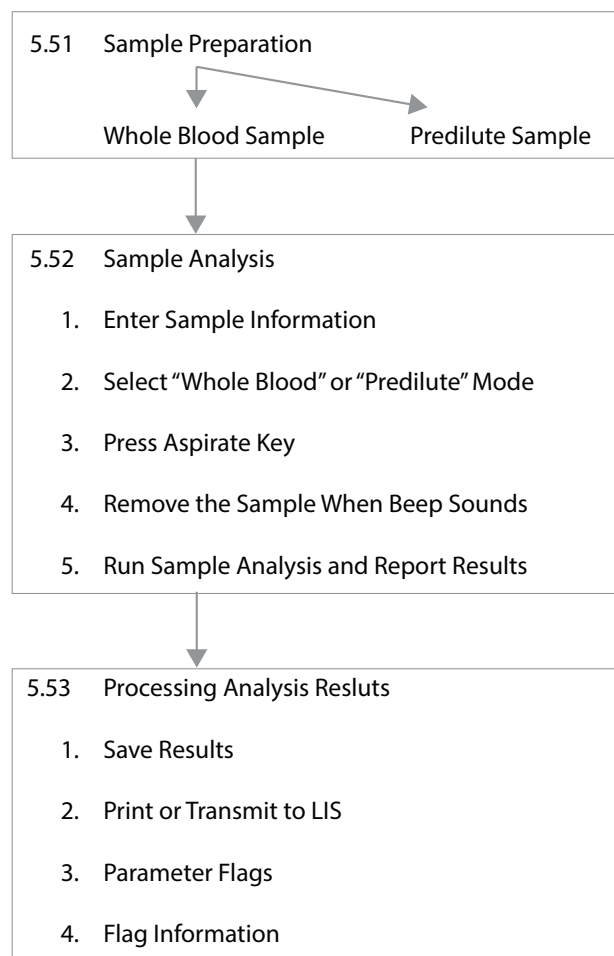 5.51 Sample Preparation
Whole Blood Sample Predilute Sample
5.52 Sample Analysis
1. Enter Sample Information
2. Select “Whole Blood” or “Predilute” Mode
3. Press Aspirate Key
4. Remove the Sample When Beep Sounds
5. Run Sample Analysis and Report Results
5.53 Processing Analysis Resluts
1. Save Results
2. Print or Transmit to LIS
3. Parameter Flags
4. Flag Information